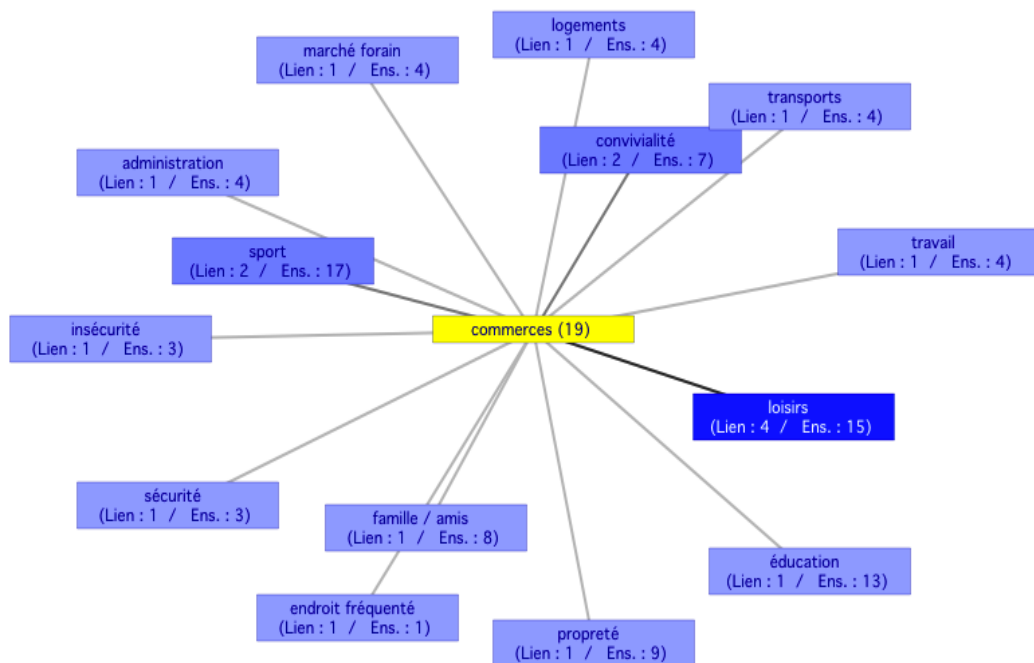 logements
(Lien : 1 / Ens. : 4)
marché forain
(Lien : 1 / Ens. : 4)
transports
(Lien : 1 / Ens. : 4)
convivialité
(Lien : 2 / Ens. : 7)
administration
(Lien : 1 / Ens. : 4)
sport
(Lien : 2 / Ens. : 17)
travail
(Lien : 1 / Ens. : 4)
insécurité
(Lien : 1 / Ens. : 3)
commerces (19)
loisirs
(Lien : 4 / Ens. : 15)
sécurité
(Lien : 1 / Ens. : 3)
famille / amis
(Lien : 1 / Ens. : 8)
éducation
(Lien : 1 / Ens. : 13)
endroit fréquenté
(Lien : 1 / Ens. : 1)
propreté
(Lien : 1 / Ens. : 9)